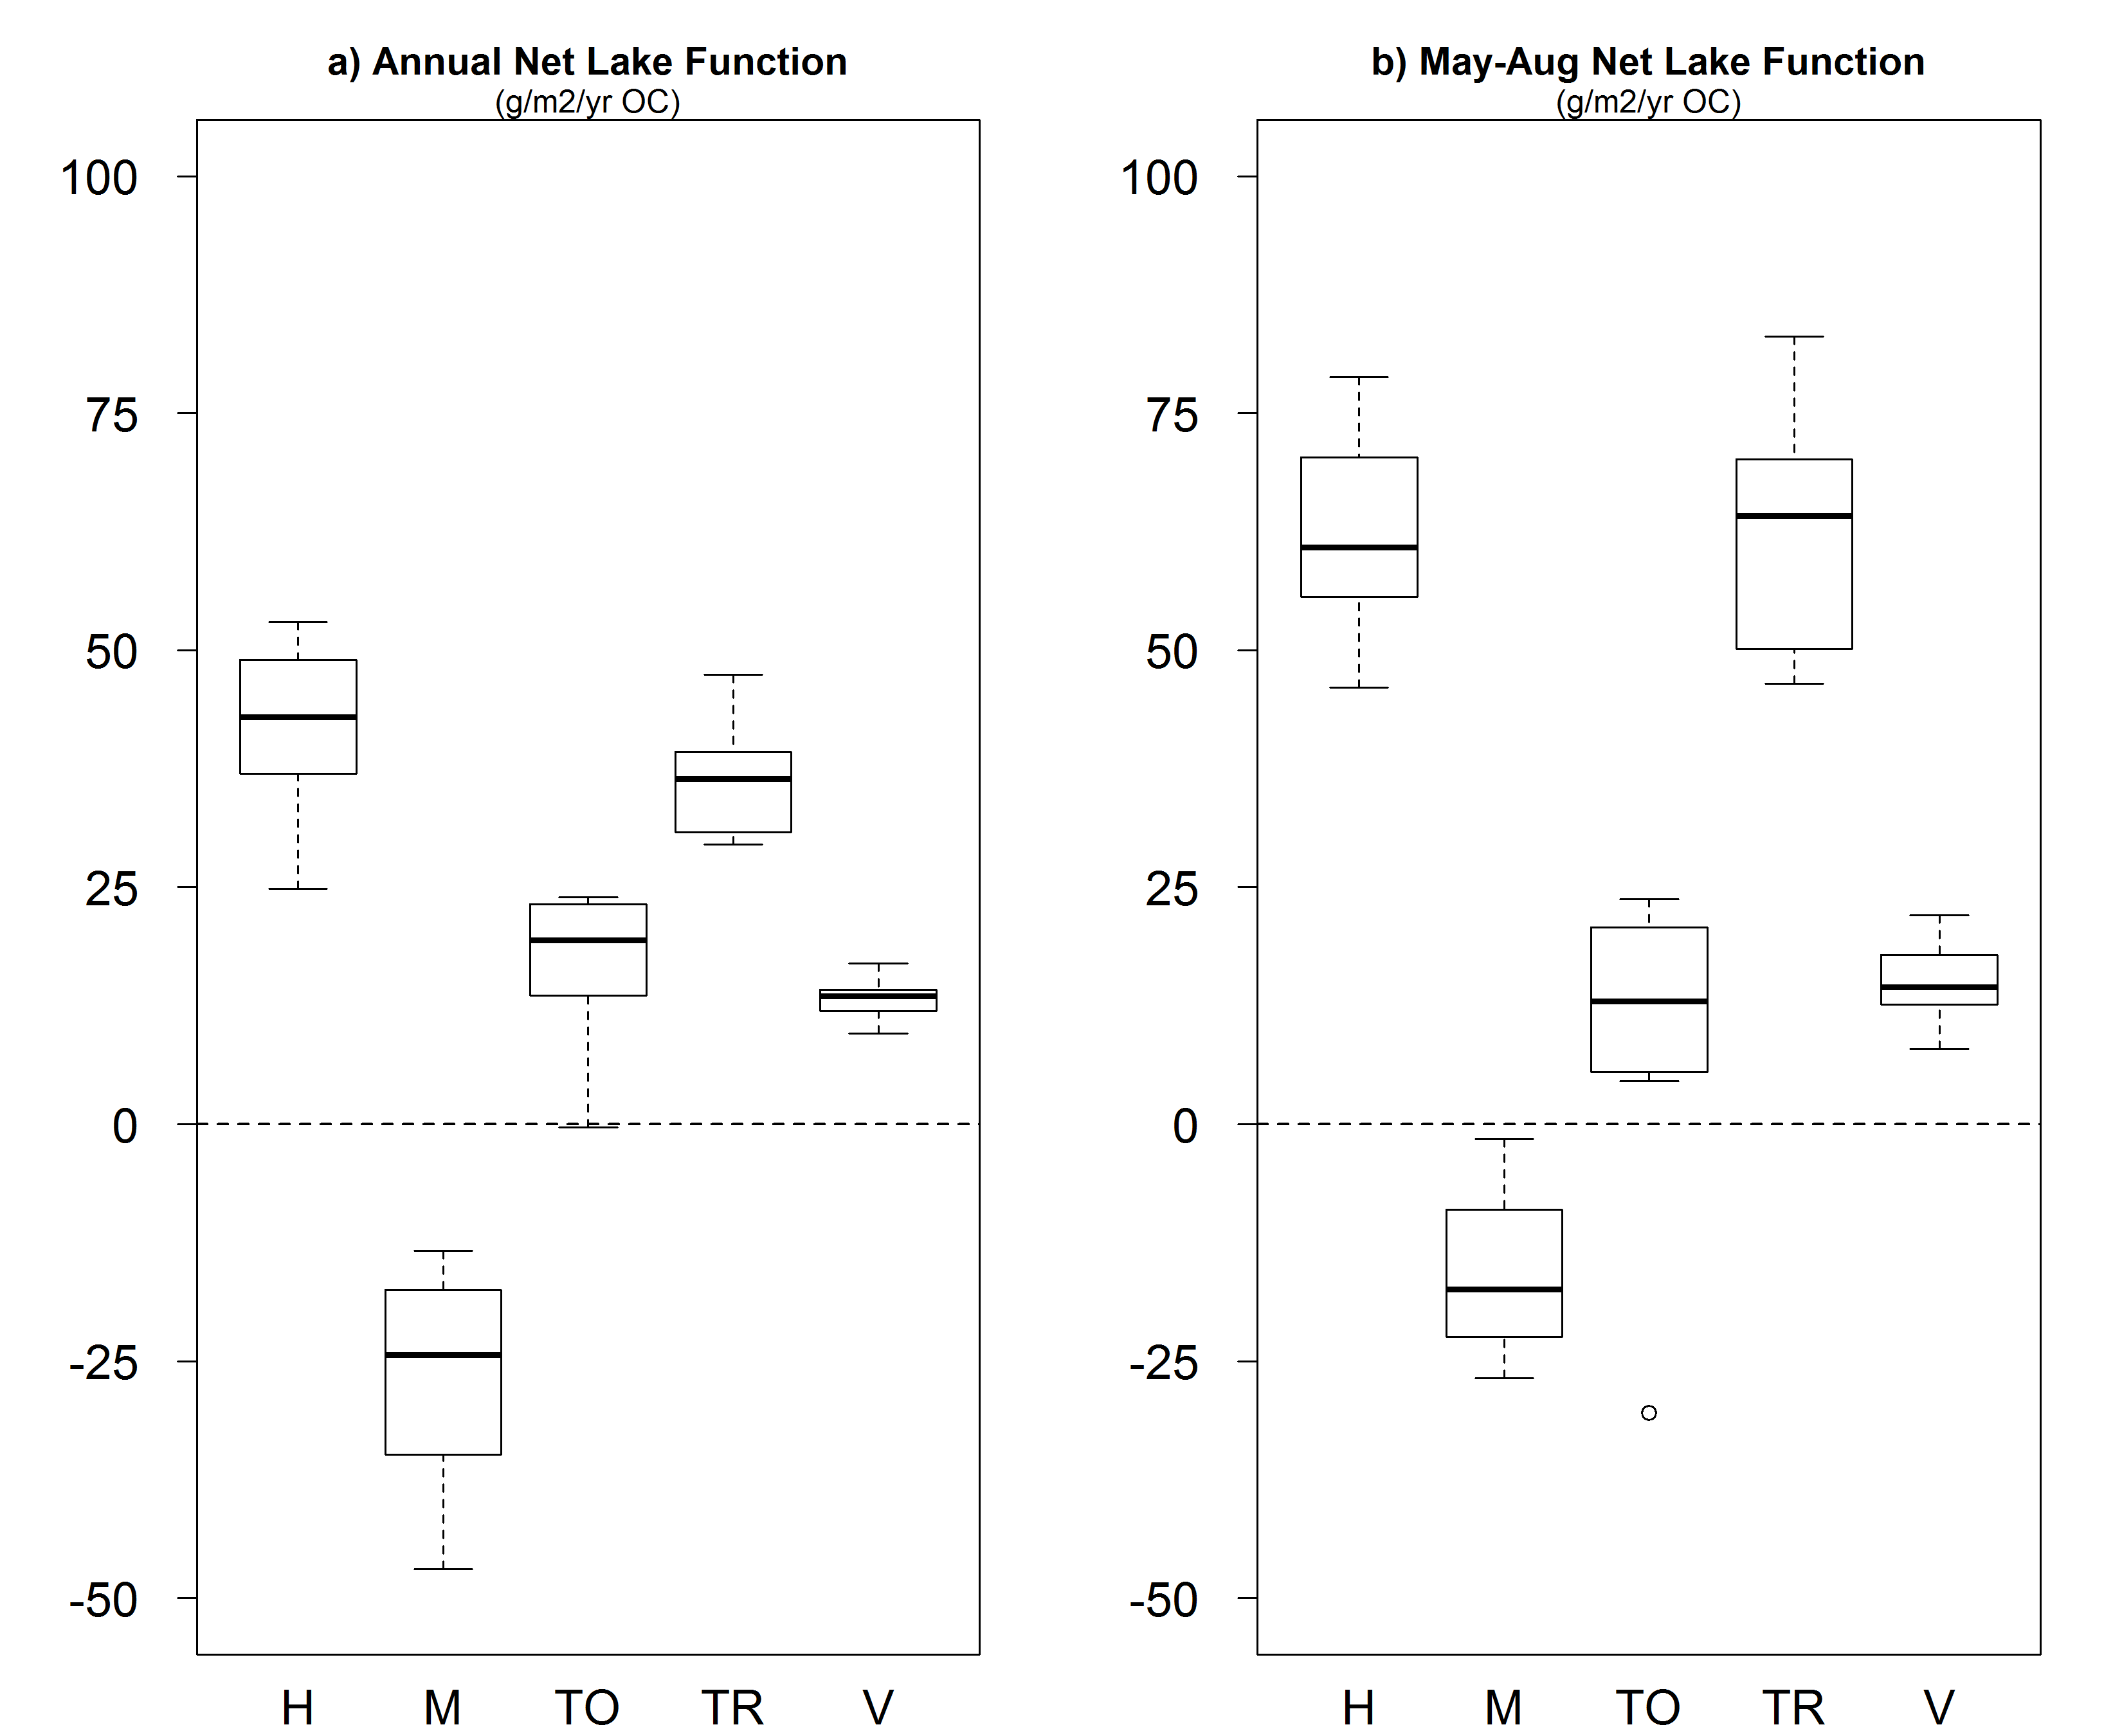 a) Annual Net Lake Function
(g/m2/yr OC)
100
75
50
25
0
-25
-50
H M TO TR V
b) May-Aug Net Lake Function
(g/m2/yr OC)
100
75
50
25
0
-25
-50
H M TO TR V